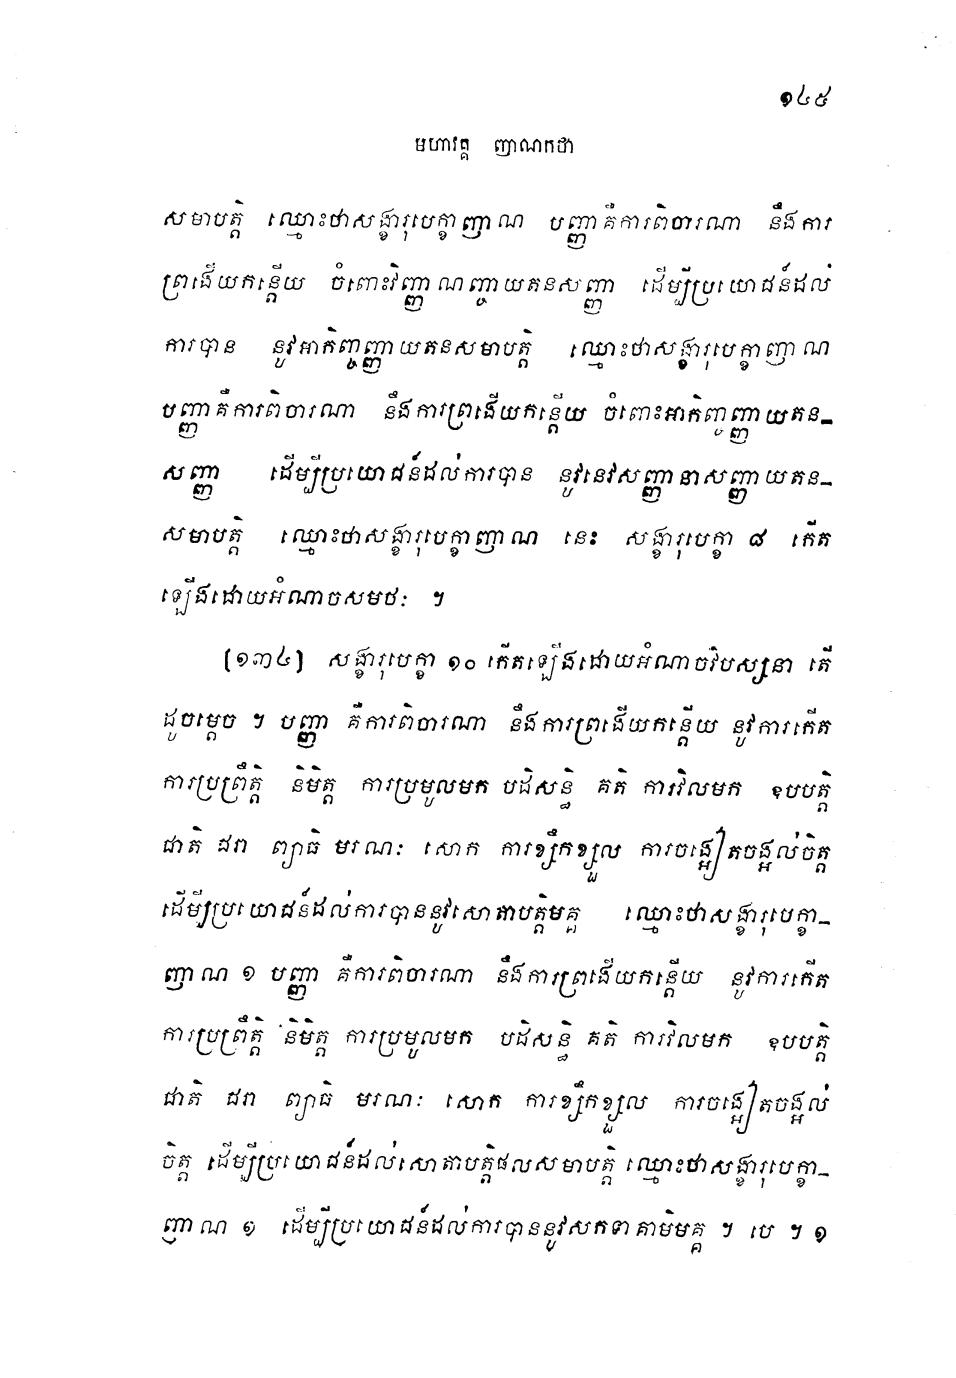 ១៤៥
មហាវគ្គ ញាណកថា
សមាបត្តិ ឈ្មោះថាសង្ខារុបេក្ខាញាណ បញ្ញាគឺការពិចារណា នឹងការ
ព្រងើយកន្តើយ ចំពោះវិញ្ញាណញ្ចាយតនសញ្ញា ដើម្បីប្រយោជន៍ដល់
ការបាន នូវអាកិញ្ចញ្ញាយតនសមាបត្តិ ឈ្មោះថាសង្ខារុបេក្ខាញាណ
បញ្ញាគឺការពិចារណា នឹងការព្រងើយកន្តើយ ចំពោះអាកិញ្ចញ្ញាយតន-
សញ្ញា ដើម្បីប្រយោជន៍ដល់ការបាន នូវនេវសញ្ញានាសញ្ញាយតន-
សមាបត្តិ ឈ្មោះថាសង្ខារុបេក្ខាញាណ នេះ សង្ខារុបេក្ខា ៨ កើត
ឡើងដោយអំណាចសមថៈ ។
[១៣៤] សង្ខារុបេក្ខា ១០ កើតឡើងដោយអំណាចវិបស្សនា តើ
ដូចម្តេច ។ បញ្ញា គឺការពិចារណា នឹងការព្រងើយកន្តើយ នូវការកើត
ការប្រព្រឹត្តិ និមិត្ត ការប្រមូលមក បដិសន្ធិ គតិ ការវិលមក ឧបបត្តិ
ជាតិ ជរា ព្យាធិ មរណៈ សោក ការខ្សឹកខ្សួល ការចង្អៀតចង្អល់ចិត្ត
ដើម្បីប្រយោជន៍ដល់ការបាននូវសោតាបត្តិមគ្គ ឈ្មោះថាសង្ខារុបេក្ខា-
ញាណ ១ បញ្ញា គឺការពិចារណា នឹងការព្រងើយកន្តើយ នូវការកើត
ការប្រព្រឹត្តិ និមិត្ត ការប្រមូលមក បដិសន្ធិ គតិ ការវិលមក ឧបបត្តិ
ជាតិ ជរា ព្យាធិ មរណៈ សោក ការខ្សឹកខ្សួល ការចង្អៀតចង្អល់
ចិត្ត ដើម្បីប្រយោជន៍ដល់សោតាបត្តិផលសមាបត្តិ ឈ្មោះថាសង្ខារុបេក្ខា-
ញាណ ១ ដើម្បីប្រយោជន៍ដល់ការបាននូវសកទាគាមិមគ្គ ។ បេ ។ ១